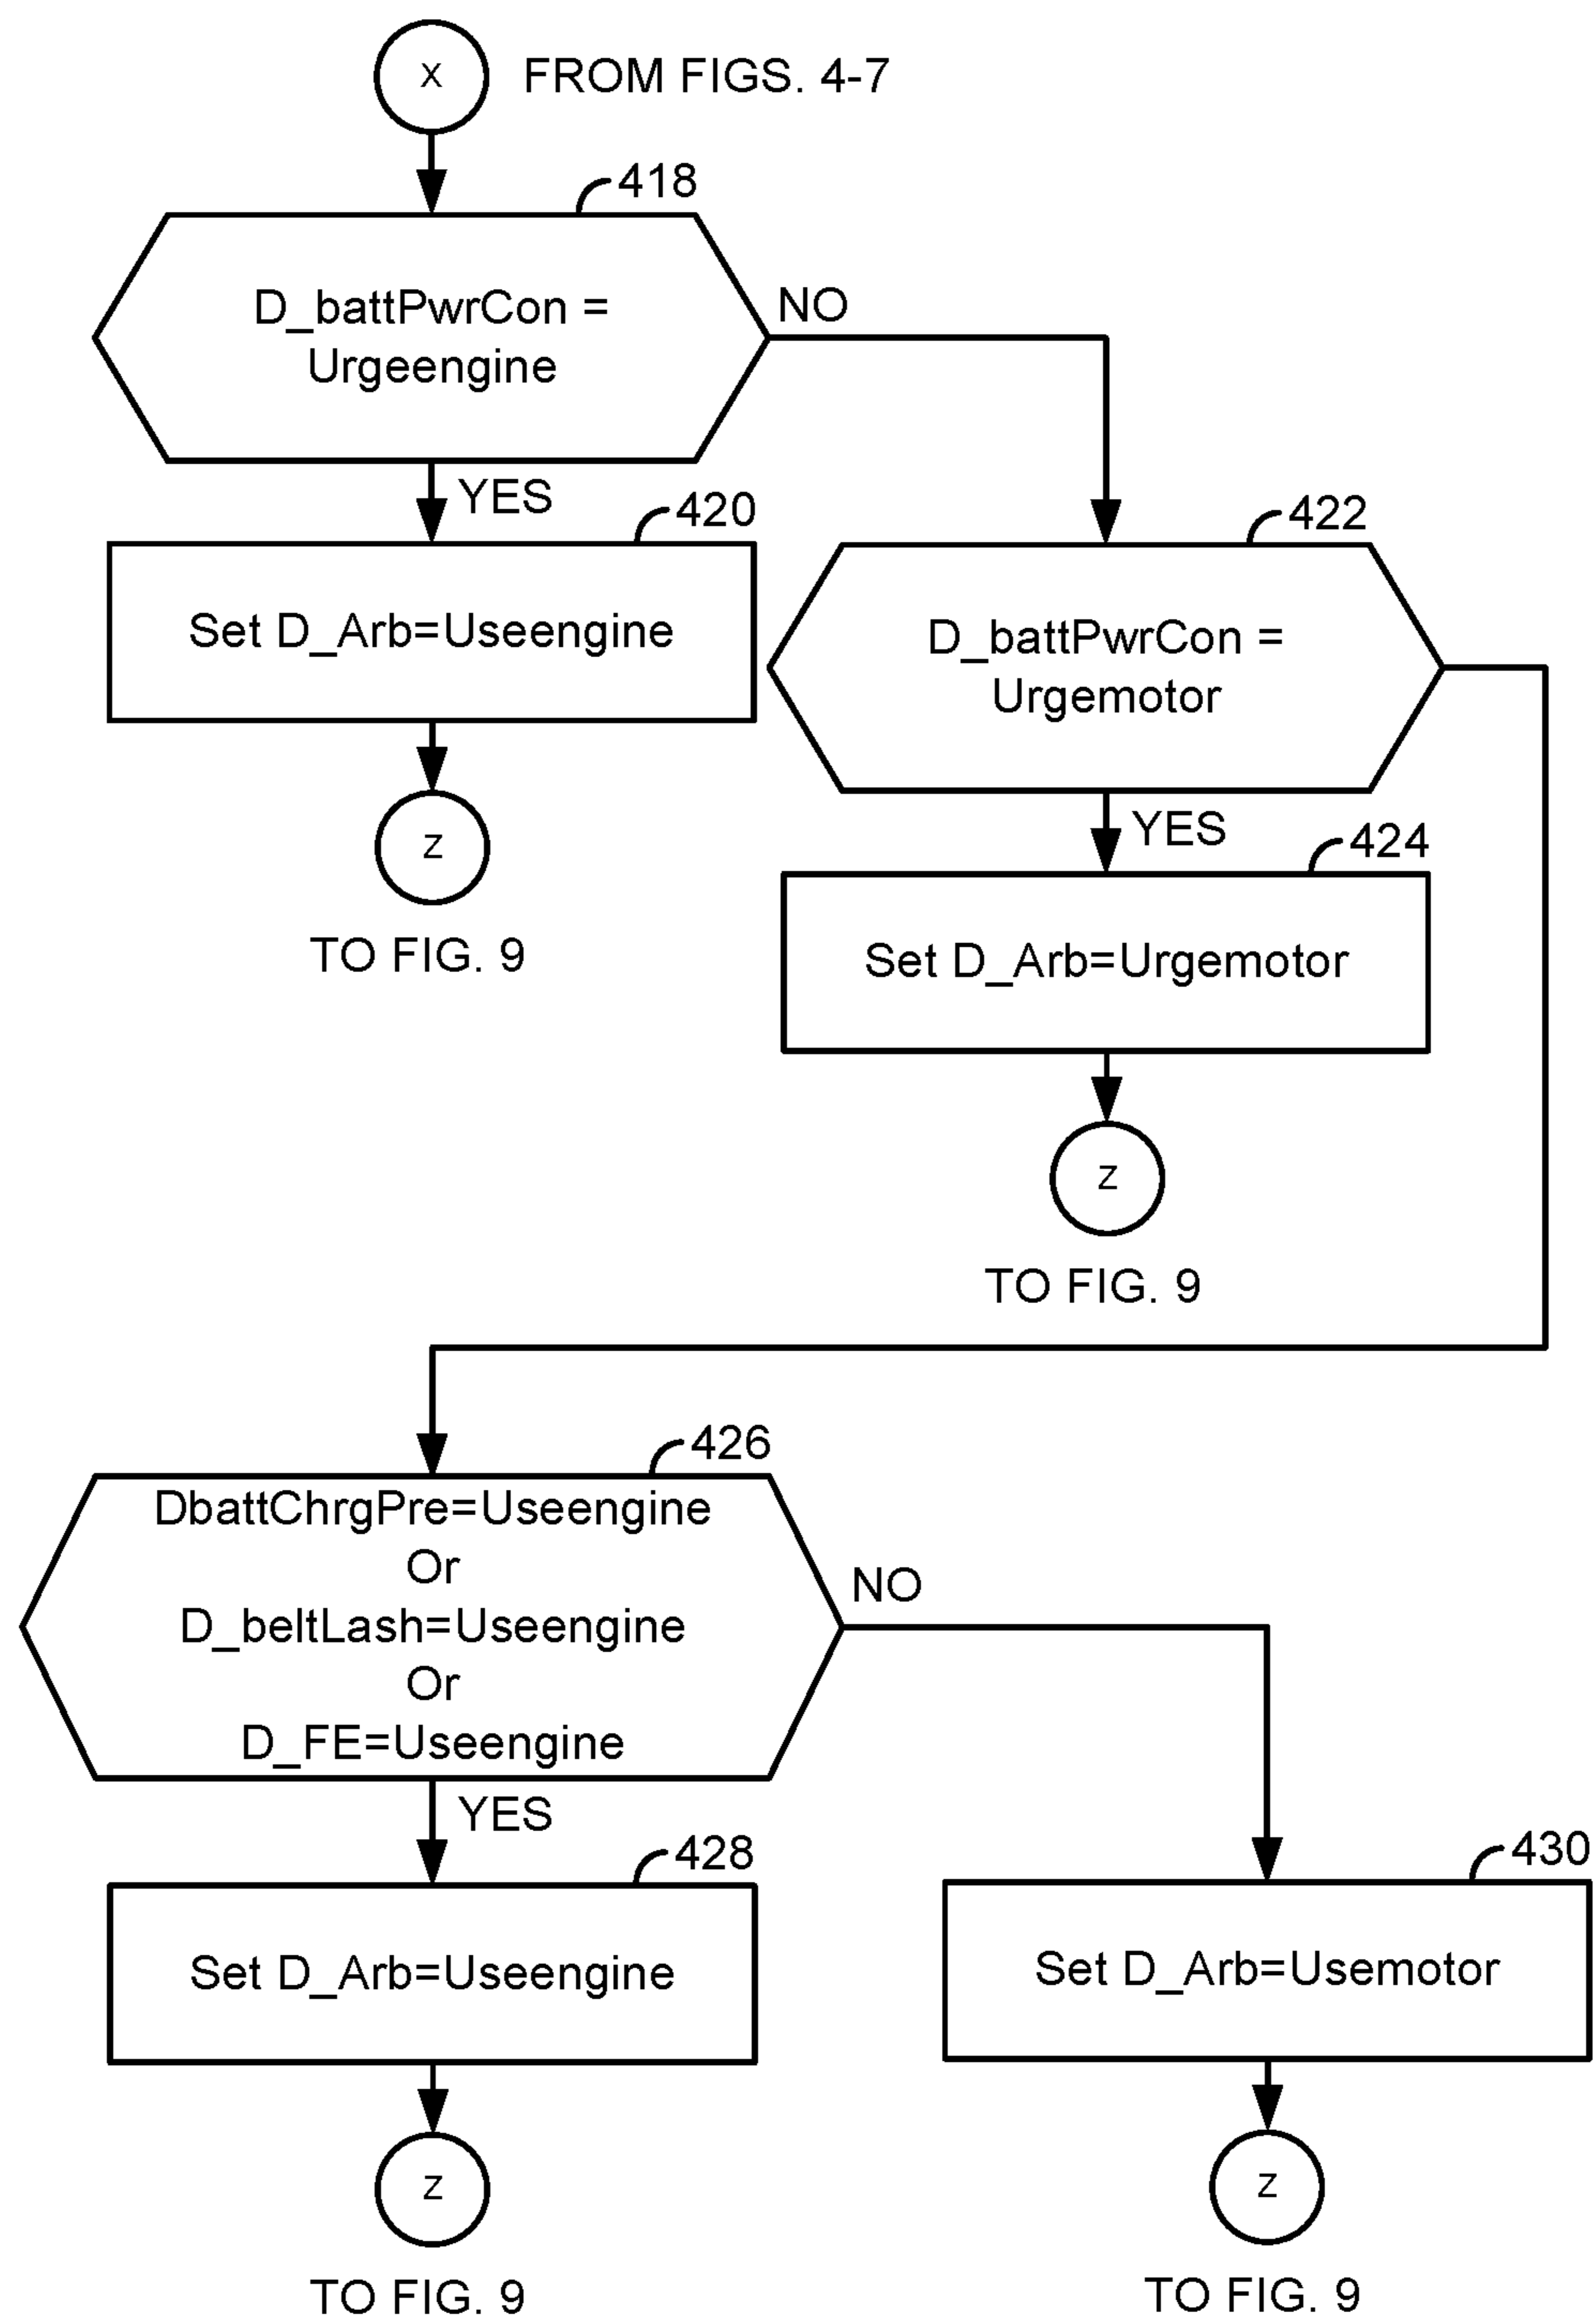 X
FROM FIGS. 4-7
418
D_battPwrCon =
Urgeengine
NO
YES
420
Set D_Arb=Useengine
Z
TO FIG. 9
422
D_battPwrCon =
Urgemotor
YES
424
Set D_Arb=Urgemotor
Z
TO FIG. 9
426
DbattChrgPre=Useengine
Or
D_beltLash=Useengine
Or
D_FE=Useengine
NO
YES
428
Set D_Arb=Useengine
Z
TO FIG. 9
430
Set D_Arb=Usemotor
Z
TO FIG. 9